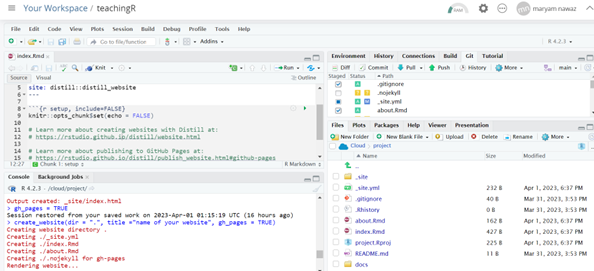 Your Workspace / teachingR
RAM
MN
maryam nawaz
File Edit Code View Plots Session Build Debug Profile Tools Help
Go to file/function
Addins
R 4.2.3
index.Rmd
Knit
Run
Source Visual
Outline
5 site: distill::distill_website
6 ---
7
8 ```{r setup, include=FALSE}
9 knitr::opts_chunk$set(echo = FALSE)
10
11 # Learn more about creating websites with Distill at:
12 # https://rstudio.github.io/distill/website.html
13
14 # Learn more about publishing to GitHub Pages at:
15 # https://rstudio.github.io/distill/publish_website.html#github-pages
12:27 Chunk 1: setup R Markdown
Console Background Jobs
R 4.2.3 · /cloud/project/
Output created: _site/index.html
> gh_pages = TRUE
Session restored from your saved work on 2023-Apr-01 01:15:19 UTC (16 hours ago)
> create_website(dir = ".", title ="name of your website", gh_pages = TRUE)
Creating website directory .
Creating ./_site.yml
Creating ./index.Rmd
Creating ./about.Rmd
Creating ./.nojekyll for gh-pages
Rendering website...
Environment History Connections Build Git Tutorial
Diff Commit Pull Push History More main
Staged Status Path
A .gitignore
? ? .nojekyll
A M _site.yml
A about.Rmd
Files Plots Packages Help Viewer Presentation
New Folder New Blank File Upload Delete Rename More
Cloud project
Name Size Modified
..
_site
_site.yml 232 B Apr 1, 2023, 6:37 PM
.gitignore 40 B Mar 31, 2023, 3:53 PM
.Rhistory 0 B Mar 31, 2023, 3:53 PM
about.Rmd 162 B Apr 1, 2023, 6:37 PM
index.Rmd 427 B Apr 1, 2023, 6:37 PM
project.Rproj 225 B Apr 1, 2023, 6:37 PM
README.md 11 B Mar 31, 2023, 3:53 PM
docs